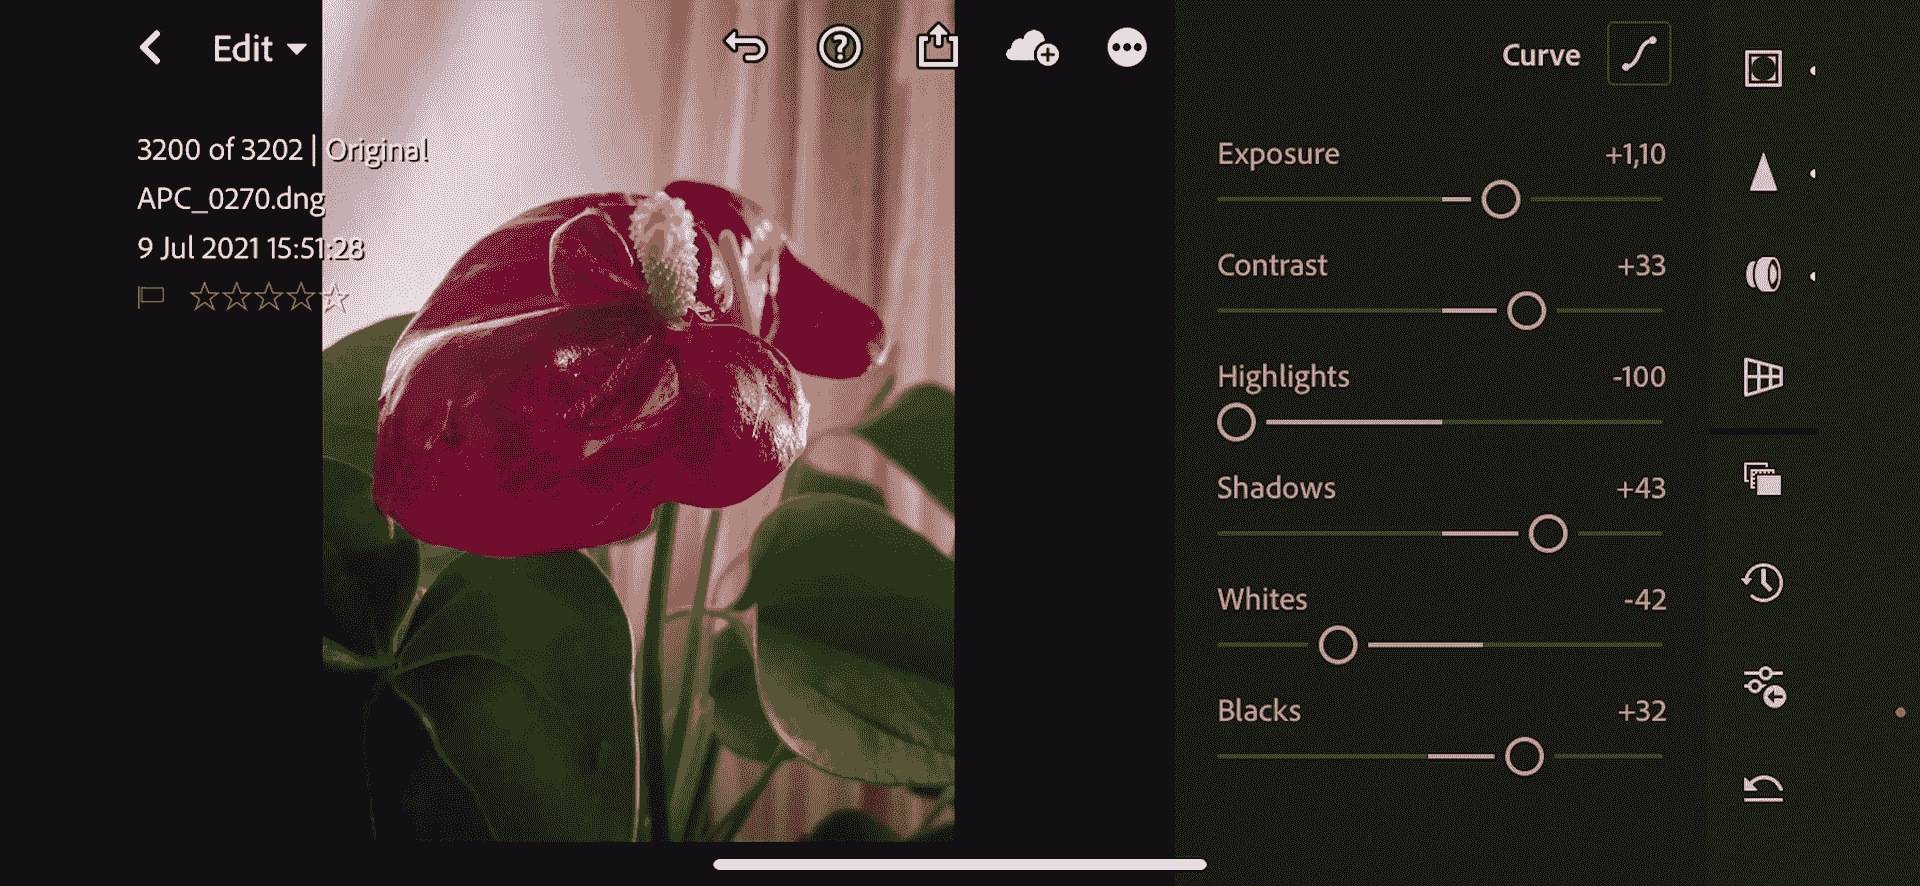 Edit
Curve
3200 of 3202 | Original
APC_0270.dng
9 Jul 2021 15:51:28
Exposure +1,10
Contrast +33
Highlights -100
Shadows +43
Whites -42
Blacks +32